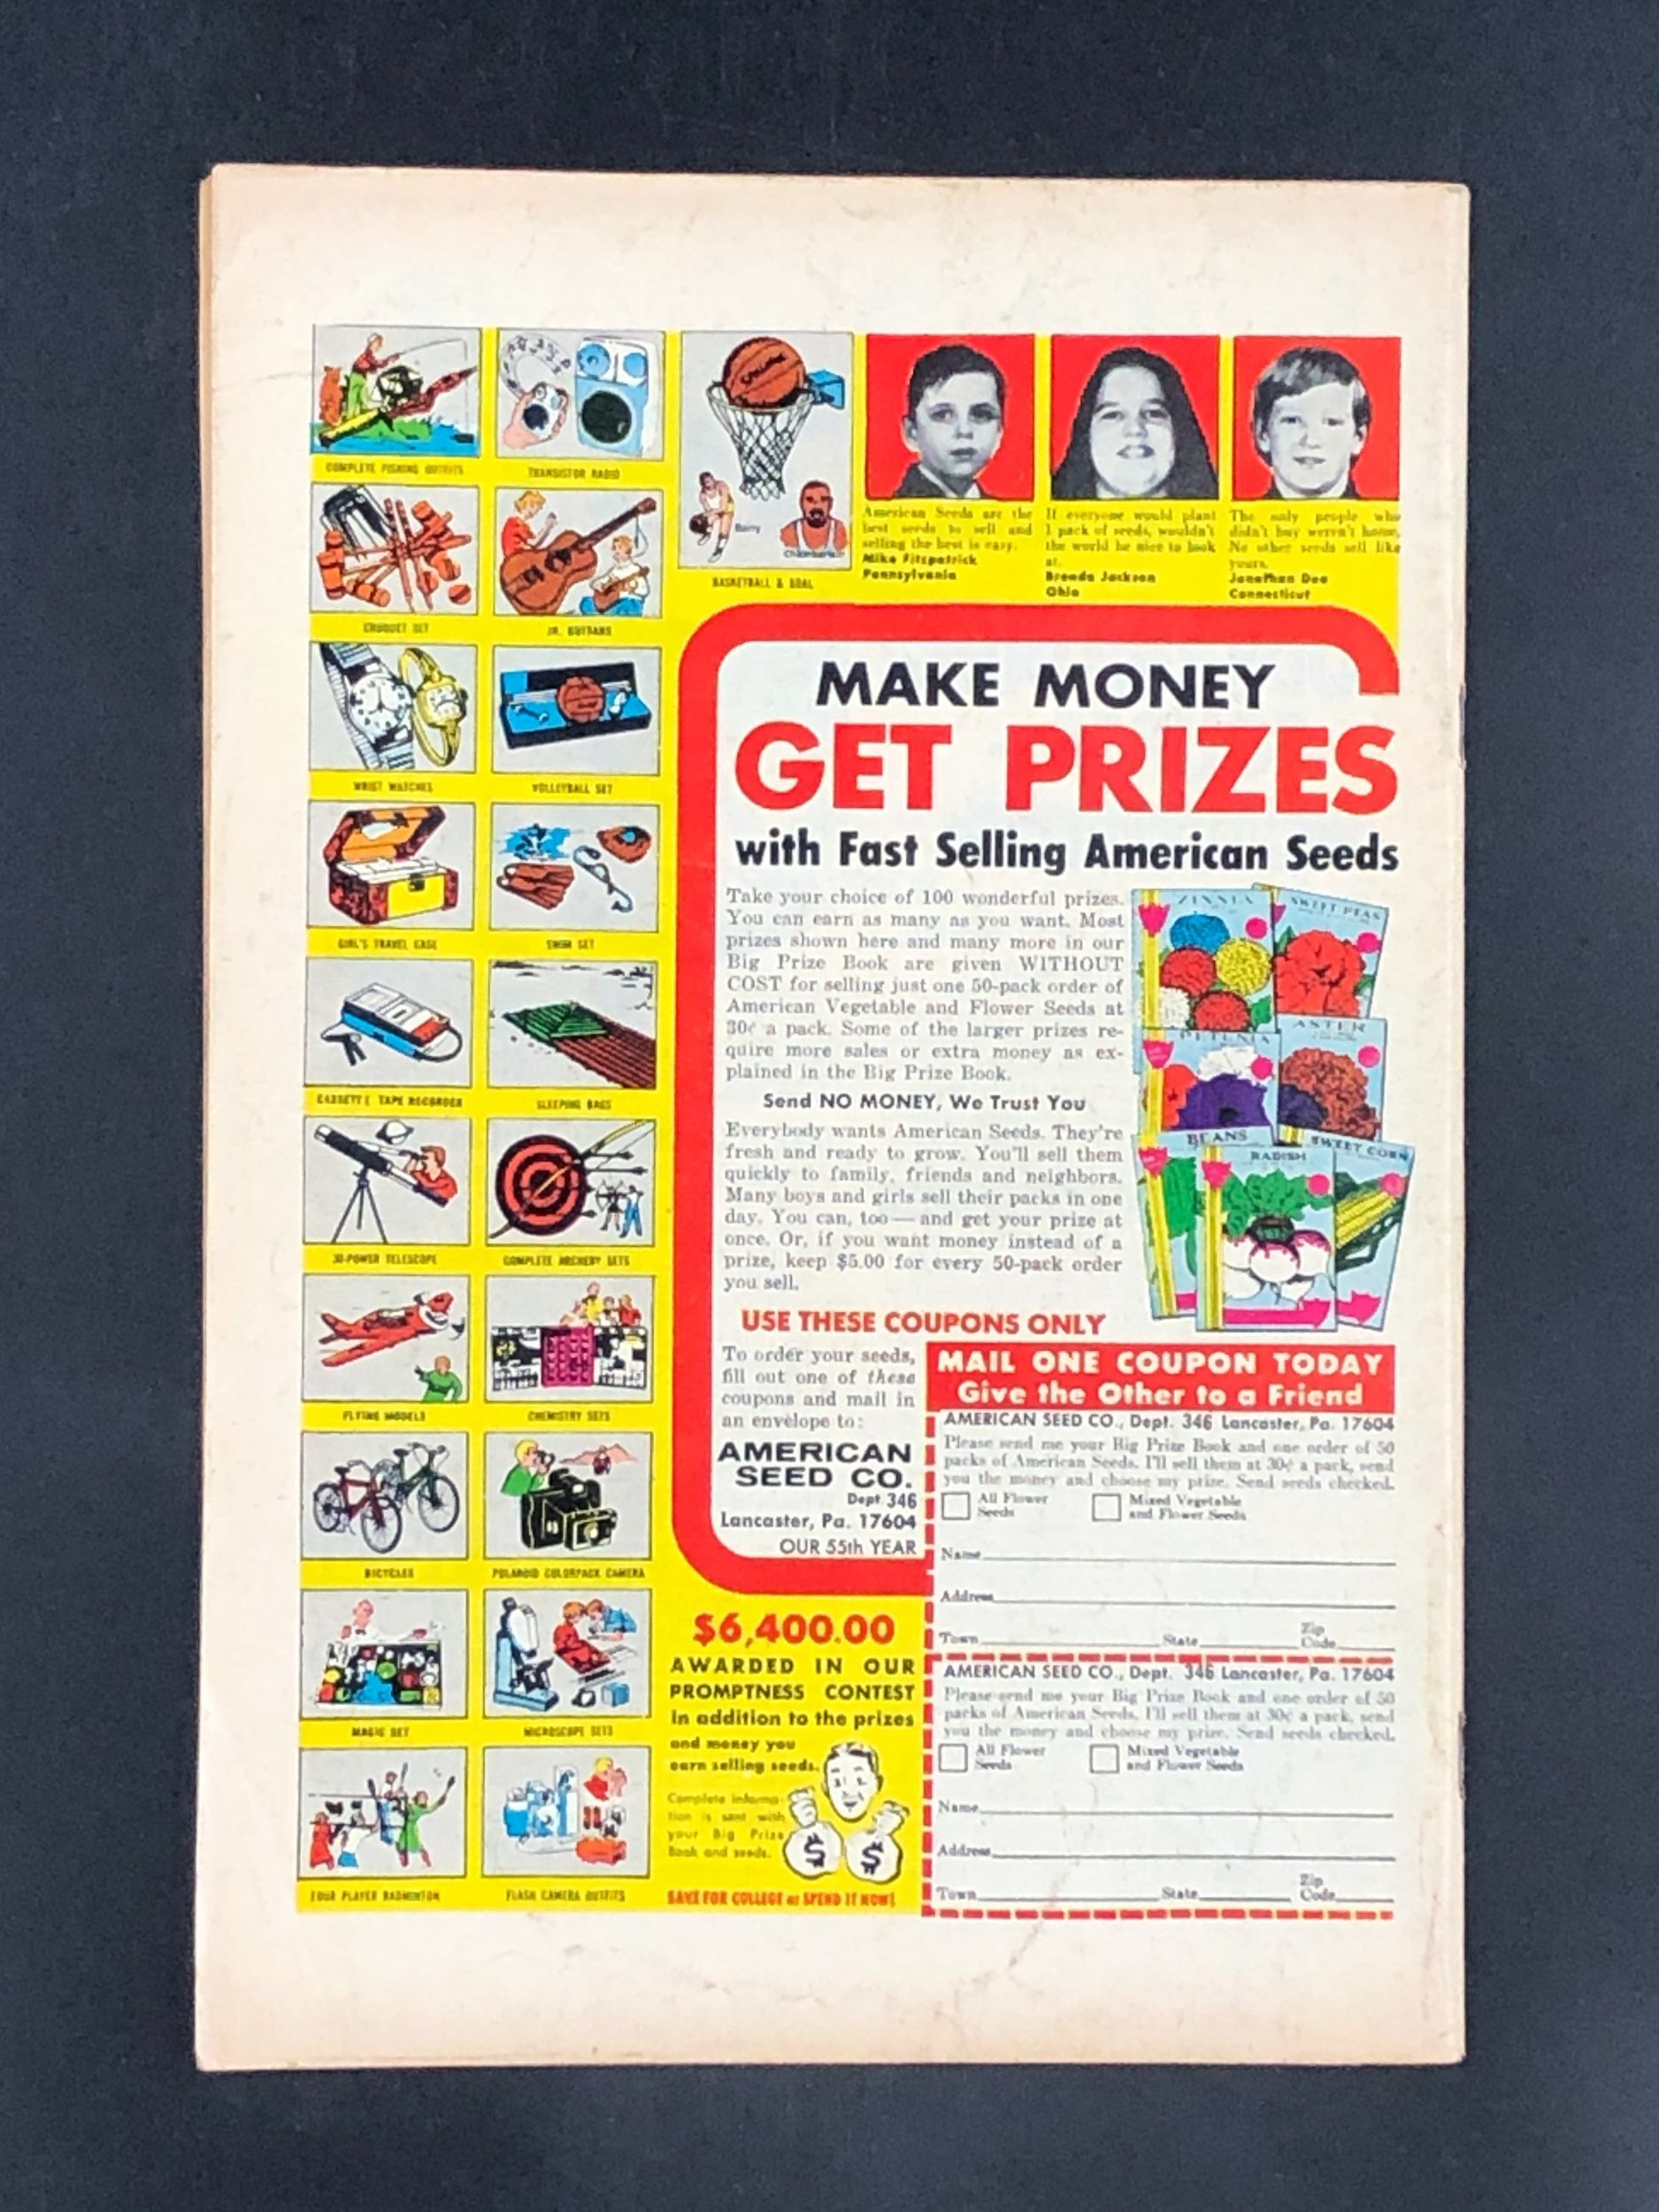 COMPLETE FISHING OUTFITS
TRANSISTOR RADIO
SPALDING
Barry
Chamberlain
BASKETBALL & GOAL
CROQUET SET
JR. GUITARS
WRIST WATCHES
VOLLEYBALL SET
GIRL'S TRAVEL CASE
SWIM SET
CASSETTE TAPE RECORDER
SLEEPING BAGS
30-POWER TELESCOPE
COMPLETE ARCHERY SETS
FLYING MODELS
CHEMISTRY SETS
BICYCLES
POLAROID COLORPACK CAMERA
MAGIC SET
MICROSCOPE SETS
FOUR PLAYER BADMINTON
FLASH CAMERA OUTFITS
American Seeds are the
best seeds to sell and
selling the best is easy.
Mike Fitzpatrick
Pennsylvania
If everyone would plant
1 pack of seeds, wouldn't
the world be nice to look
at.
Brenda Jackson
Ohio
The only people who
didn't buy weren't home.
No other seeds sell like
yours.
Jonathan Dee
Connecticut
MAKE MONEY
GET PRIZES
with Fast Selling American Seeds
Take your choice of 100 wonderful prizes.
You can earn as many as you want. Most
prizes shown here and many more in our
Big Prize Book are given WITHOUT
COST for selling just one 50-pack order of
American Vegetable and Flower Seeds at
30¢ a pack. Some of the larger prizes re-
quire more sales or extra money as ex-
plained in the Big Prize Book.
Send NO MONEY, We Trust You
Everybody wants American Seeds. They're
fresh and ready to grow. You'll sell them
quickly to family, friends and neighbors.
Many boys and girls sell their packs in one
day. You can, too — and get your prize at
once. Or, if you want money instead of a
prize, keep $5.00 for every 50-pack order
you sell.
ZINNIA
SWEET PEAS
PETUNIA
ASTER
BEANS
RADISH
SWEET CORN
USE THESE COUPONS ONLY
To order your seeds,
fill out one of these
coupons and mail in
an envelope to:
AMERICAN
SEED CO.
Dept 346
Lancaster, Pa. 17604
OUR 55th YEAR
MAIL ONE COUPON TODAY
Give the Other to a Friend
AMERICAN SEED CO., Dept. 346 Lancaster, Pa. 17604
Please send me your Big Prize Book and one order of 50
packs of American Seeds. I'll sell them at 30¢ a pack, send
you the money and choose my prize. Send seeds checked.
All Flower Seeds
Mixed Vegetable and Flower Seeds
Name
Address
Town State Zip Code
AMERICAN SEED CO., Dept. 346 Lancaster, Pa. 17604
Please send me your Big Prize Book and one order of 50
packs of American Seeds. I'll sell them at 30¢ a pack, send
you the money and choose my prize. Send seeds checked.
All Flower Seeds
Mixed Vegetable and Flower Seeds
Name
Address
Town State Zip Code
$6,400.00
AWARDED IN OUR
PROMPTNESS CONTEST
In addition to the prizes
and money you
earn selling seeds.
Complete informa-
tion is sent with
your Big Prize
Book and seeds.
$ $
SAVE FOR COLLEGE or SPEND IT NOW!